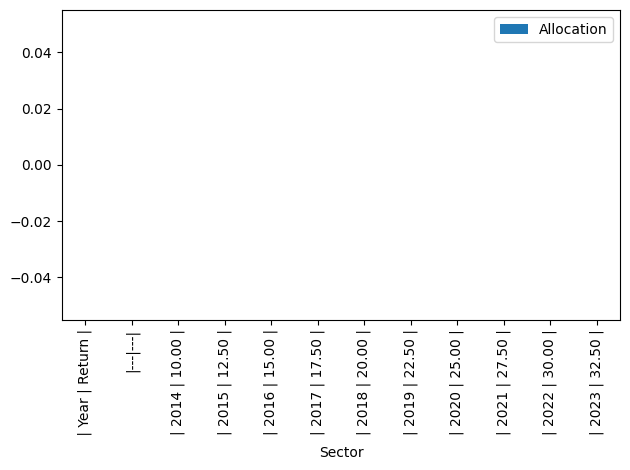 Allocation
0.04
0.02
0.00
−0.02
−0.04
| Year | Return |
|---|---|
| 2014 | 10.00 |
| 2015 | 12.50 |
| 2016 | 15.00 |
| 2017 | 17.50 |
| 2018 | 20.00 |
| 2019 | 22.50 |
| 2020 | 25.00 |
| 2021 | 27.50 |
| 2022 | 30.00 |
| 2023 | 32.50 |
Sector